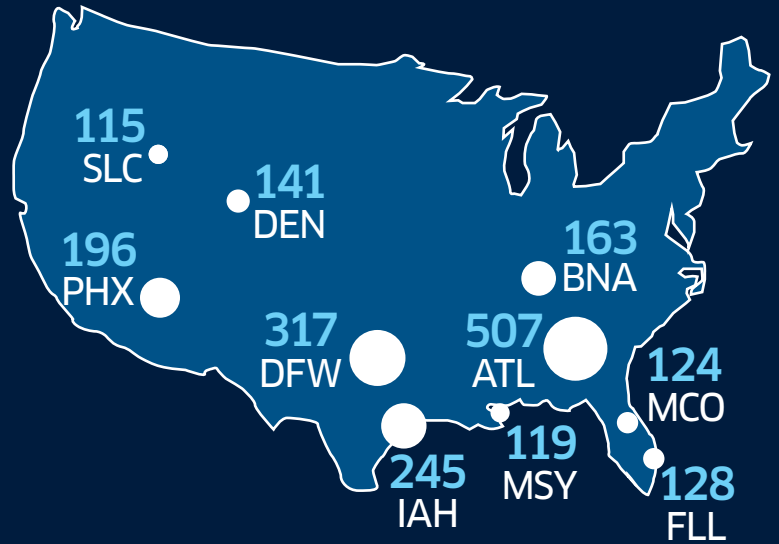 115
SLC
141
DEN
196
PHX
163
BNA
317
DFW
507
ATL
124
MCO
245
IAH
119
MSY
128
FLL